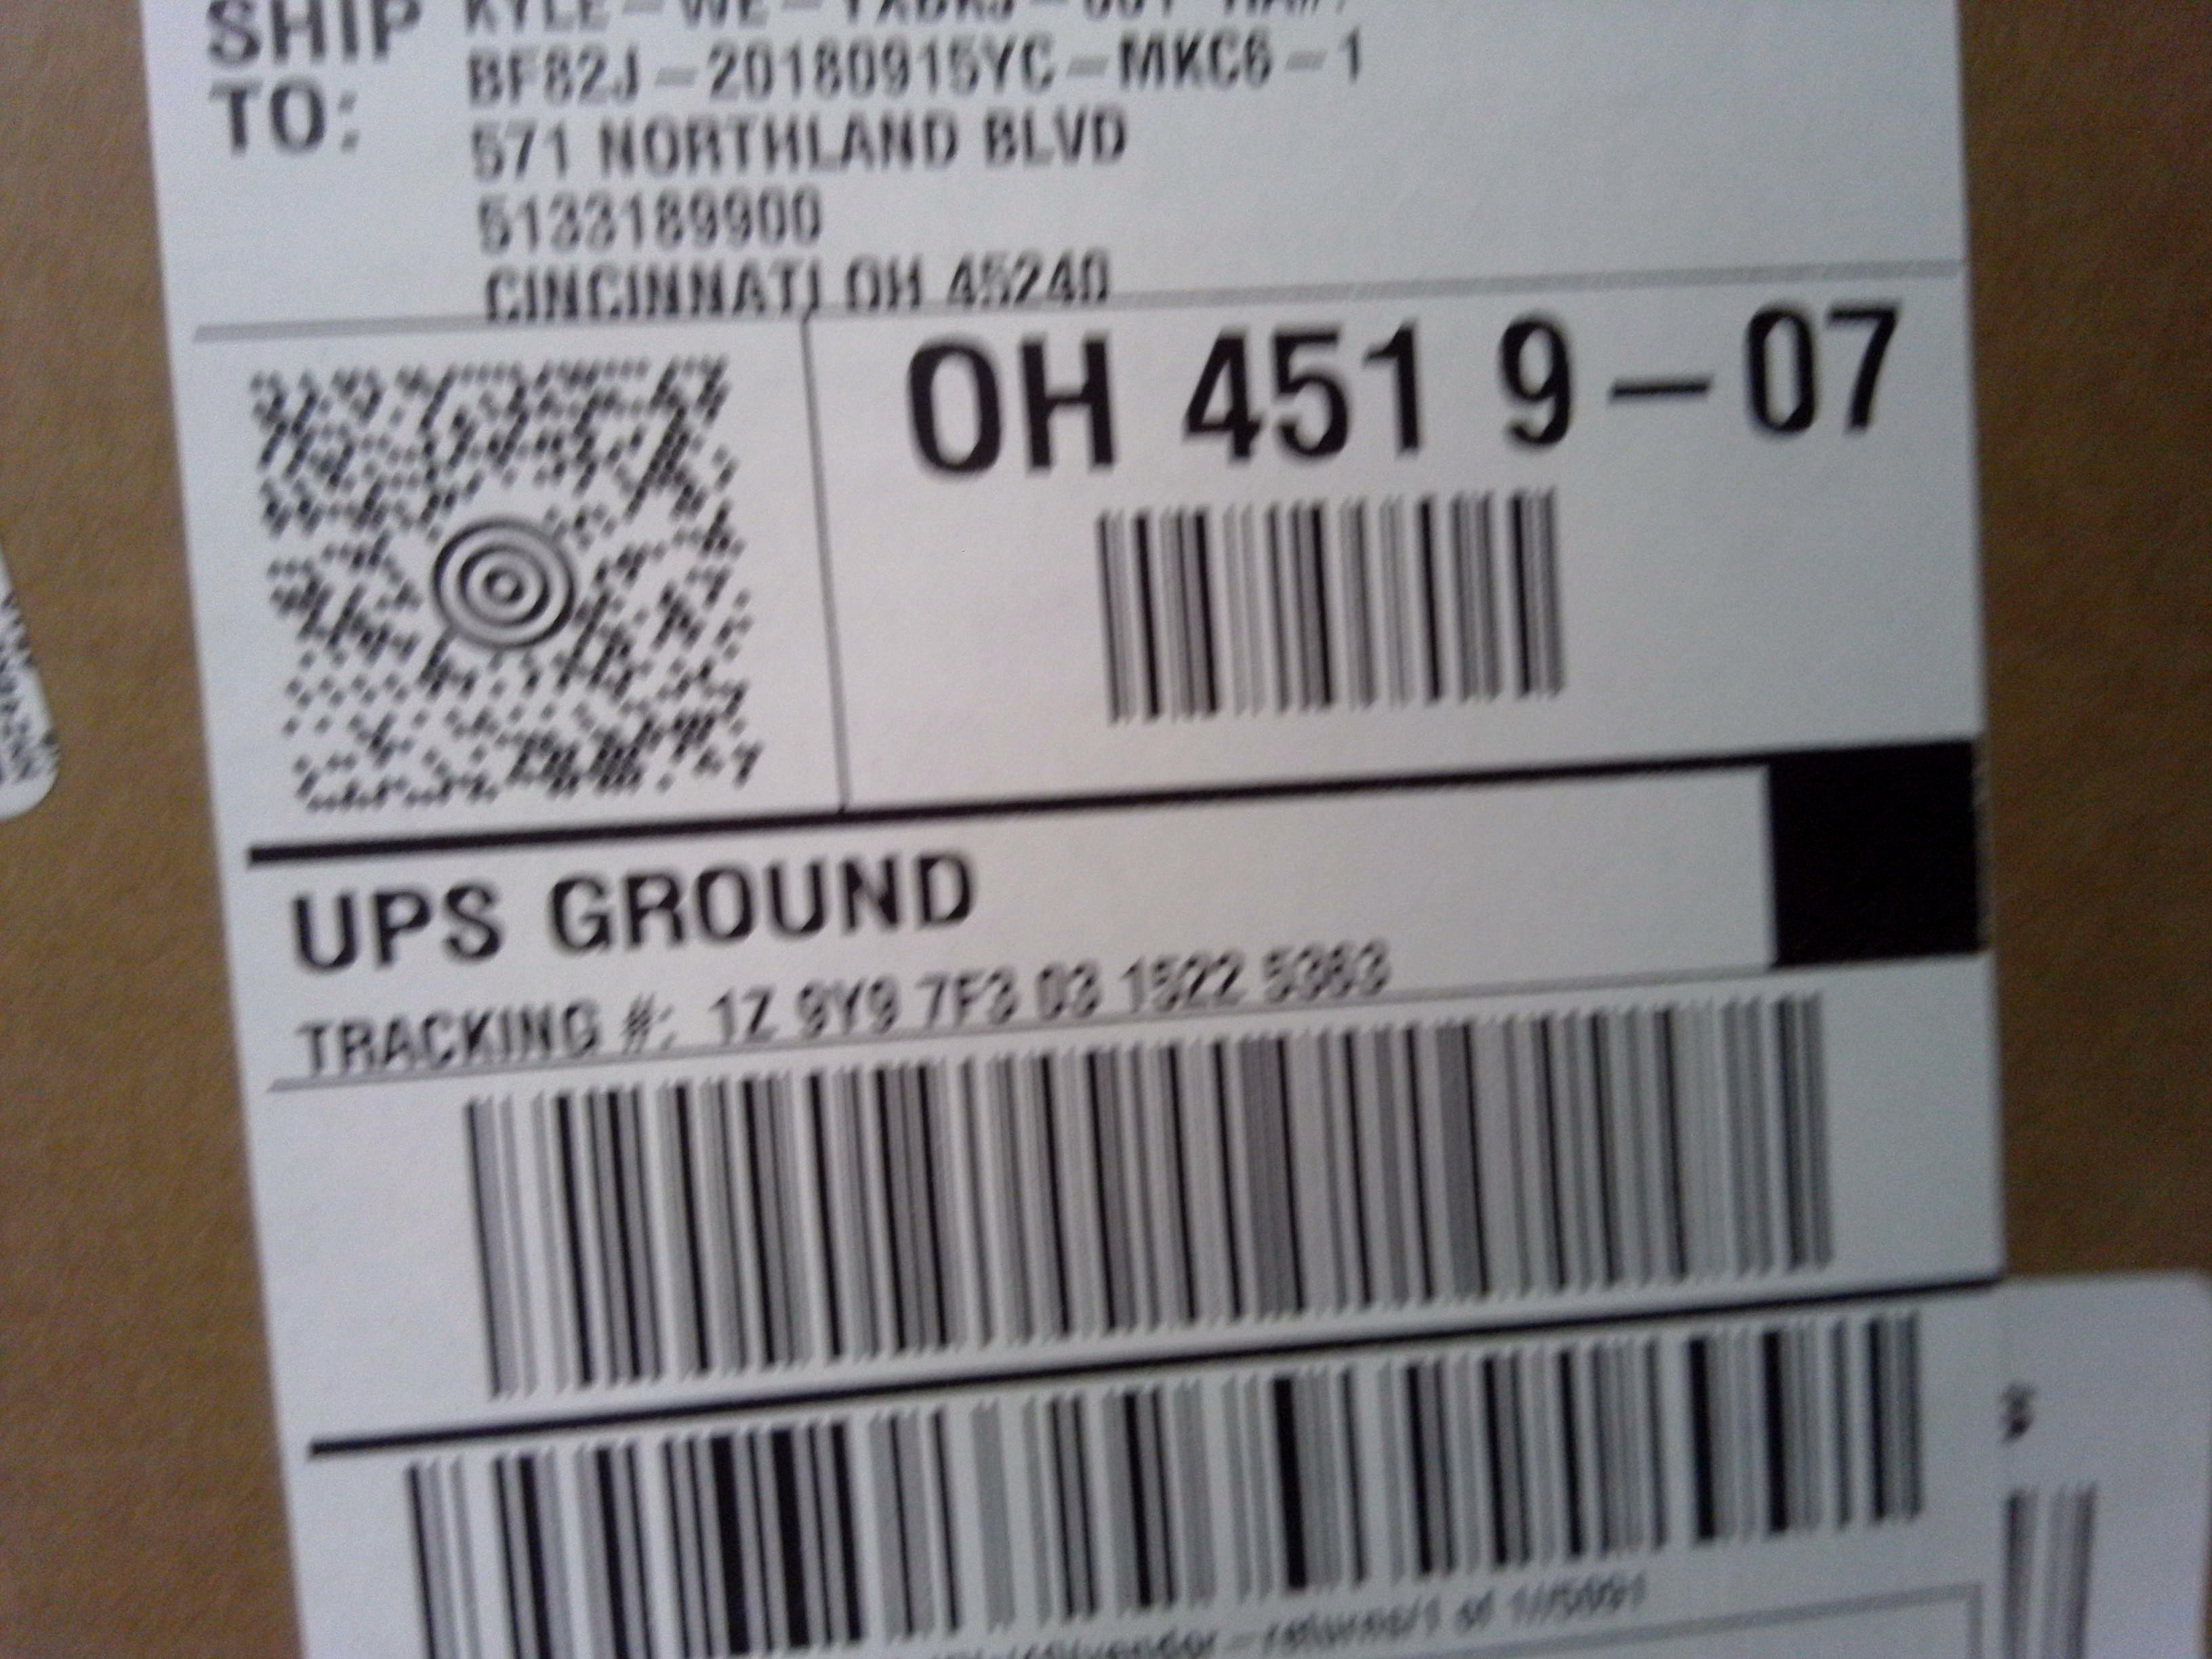 SHIP
TO:
BF82J-20180915YC-MKC6-1
571 NORTHLAND BLVD
5133189900
CINCINNATI OH 45240
OH 451 9-07
UPS GROUND
TRACKING #: 1Z 9Y9 7F3 03 1522 5363